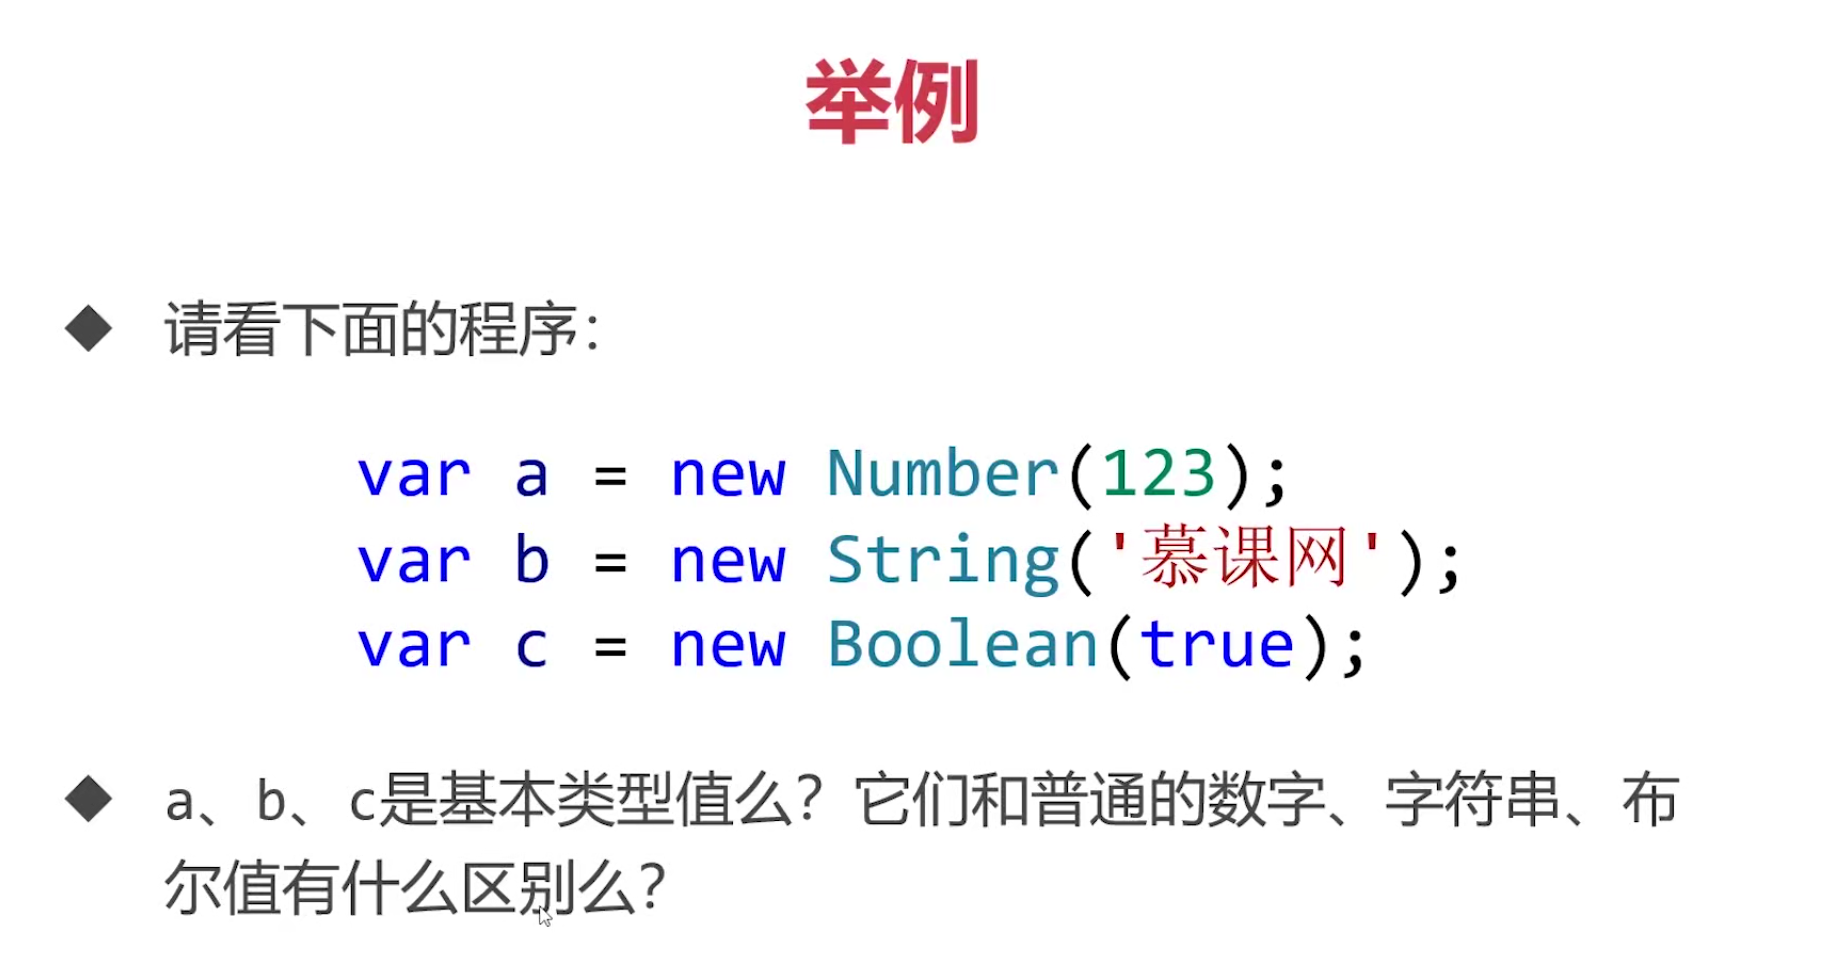 举例
请看下面的程序：
var a = new Number(123);
var b = new String('慕课网');
var c = new Boolean(true);
a、b、c是基本类型值么？它们和普通的数字、字符串、布
尔值有什么区别么？